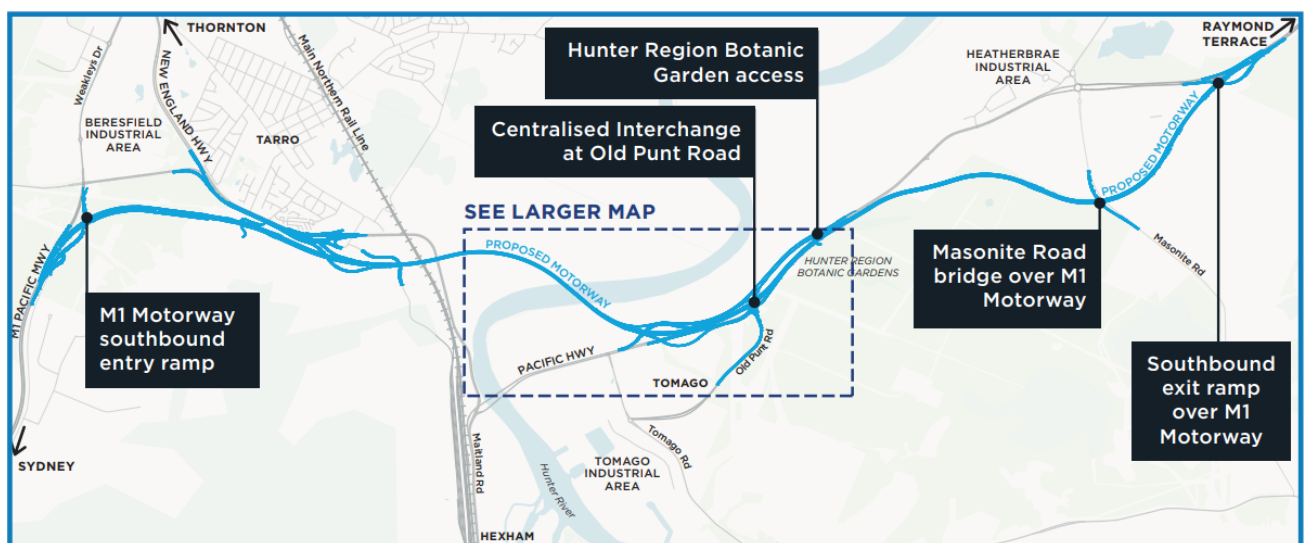 THORNTON
RAYMOND
TERRACE
Weakleys Dr
NEW ENGLAND HWY
Main Northern Rail Line
Hunter Region Botanic
Garden access
HEATHERBRAE
INDUSTRIAL
AREA
BERESFIELD
INDUSTRIAL
AREA
TARRO
Centralised Interchange
at Old Punt Road
PROPOSED MOTORWAY
SEE LARGER MAP
PROPOSED MOTORWAY
HUNTER REGION
BOTANIC GARDENS
Masonite Road
bridge over M1
Motorway
Masonite Rd
M1 PACIFIC MWY
M1 Motorway
southbound
entry ramp
PACIFIC HWY
Old Punt Rd
TOMAGO
Southbound
exit ramp
over M1
Motorway
SYDNEY
Maitland Rd
Hunter River
TOMAGO
INDUSTRIAL
AREA
Tomago Rd
HEXHAM